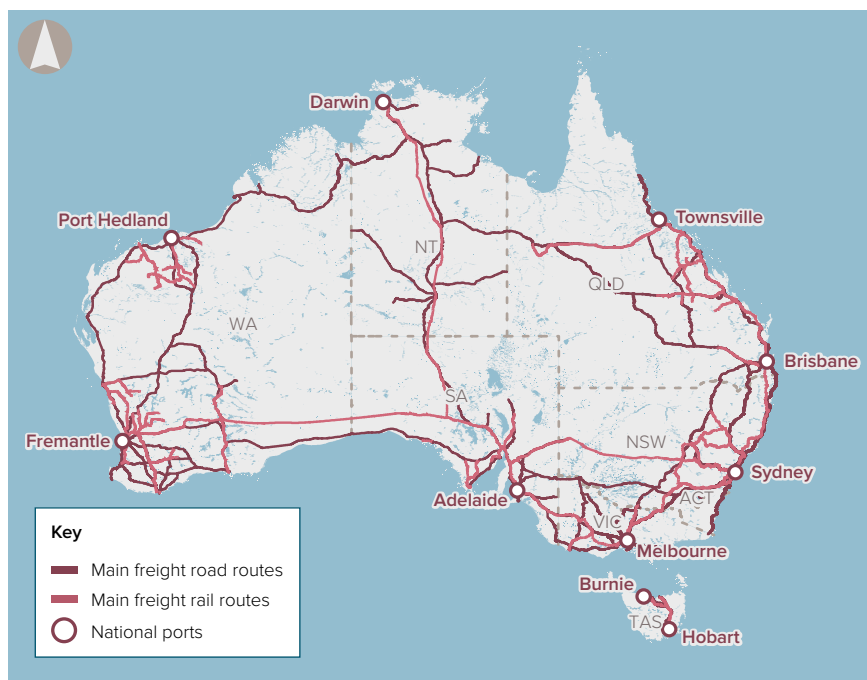 Darwin
Port Hedland
Townsville
NT
QLD
WA
Brisbane
SA
Fremantle
NSW
Sydney
Adelaide
ACT
VIC
Melbourne
Key
Main freight road routes
Main freight rail routes
National ports
Burnie
TAS
Hobart